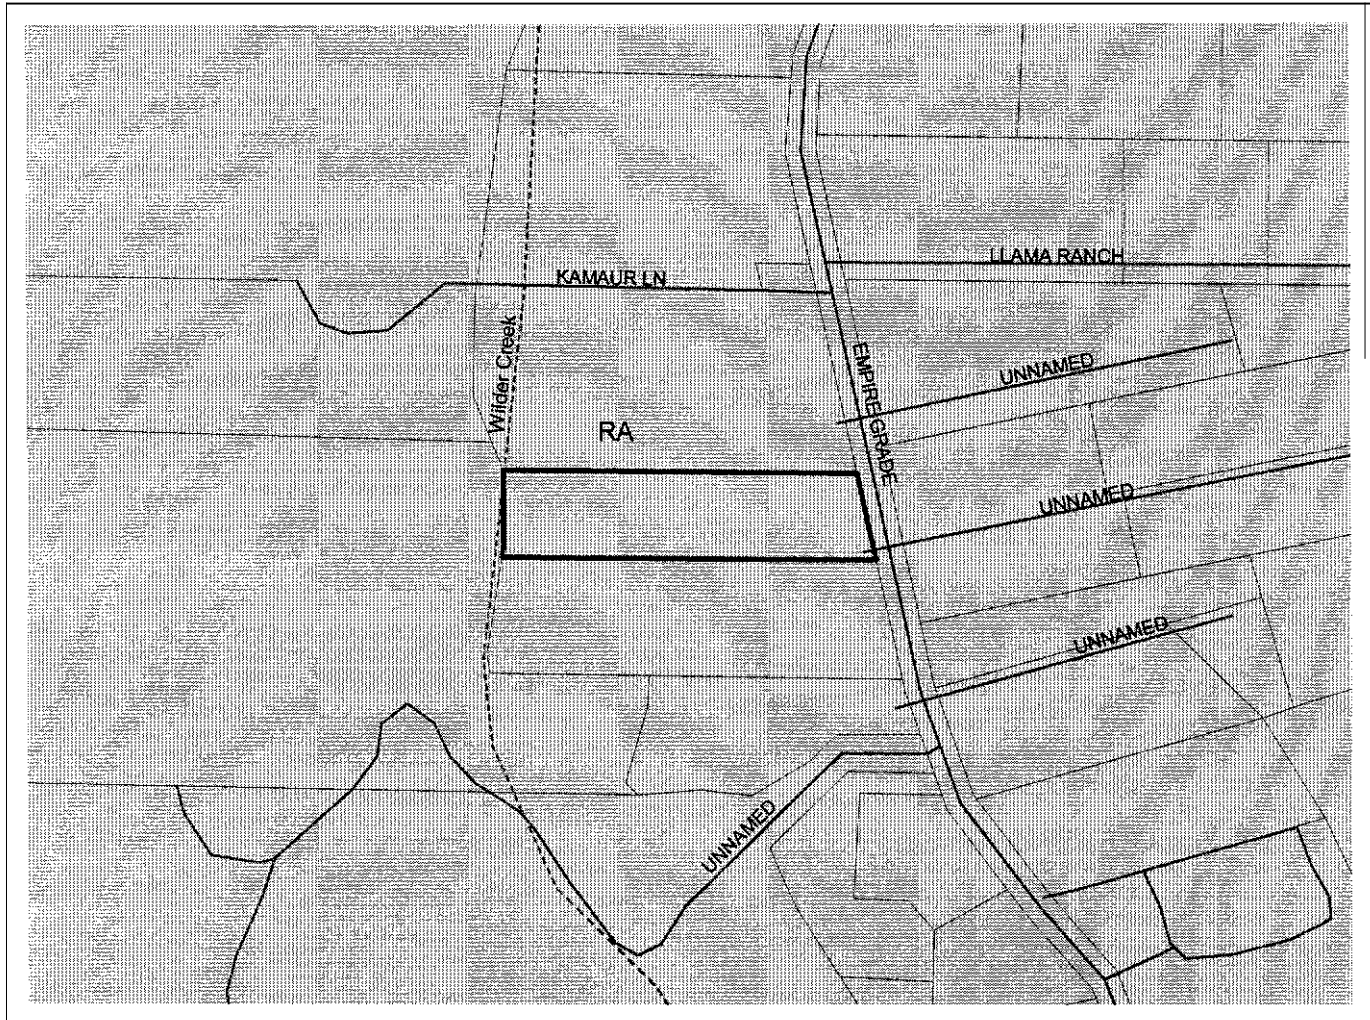 LLAMA RANCH
KAMAUR LN
Wilder Creek
EMPIRE GRADE
UNNAMED
RA
UNNAMED
UNNAMED
UNNAMED